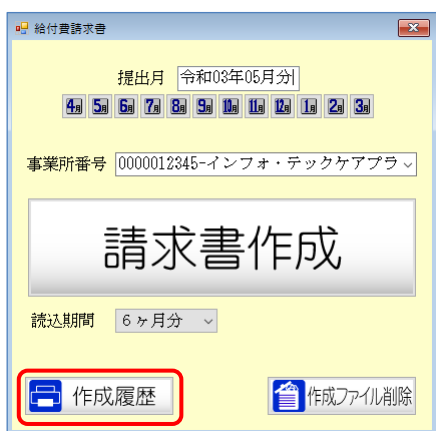 給付費請求書
提出月 令和03年05月分
4月 5月 6月 7月 8月 9月 10月 11月 12月 1月 2月 3月
事業所番号 0000012345-インフォ・テックケアプラ
請求書作成
読込期間 6ヶ月分
作成履歴 作成ファイル削除